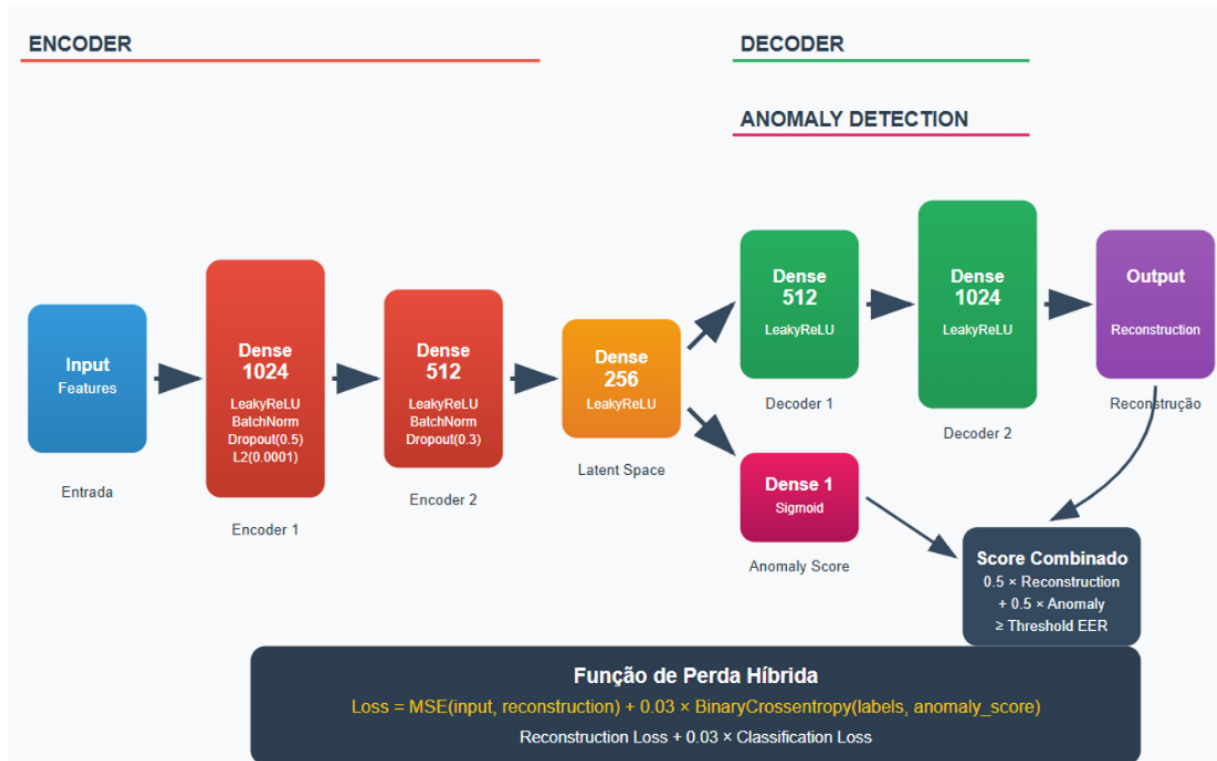 ENCODER
DECODER
ANOMALY DETECTION
Input
Features
Entrada
Dense
1024
LeakyReLU
BatchNorm
Dropout(0.5)
L2(0.0001)
Encoder 1
Dense
512
LeakyReLU
BatchNorm
Dropout(0.3)
Encoder 2
Dense
256
LeakyReLU
Latent Space
Dense
512
LeakyReLU
Decoder 1
Dense
1024
LeakyReLU
Decoder 2
Output
Reconstruction
Reconstrução
Dense 1
Sigmoid
Anomaly Score
Score Combinado
0.5 × Reconstruction
+ 0.5 × Anomaly
≥ Threshold EER
Função de Perda Híbrida
Loss = MSE(input, reconstruction) + 0.03 × BinaryCrossentropy(labels, anomaly_score)
Reconstruction Loss + 0.03 × Classification Loss